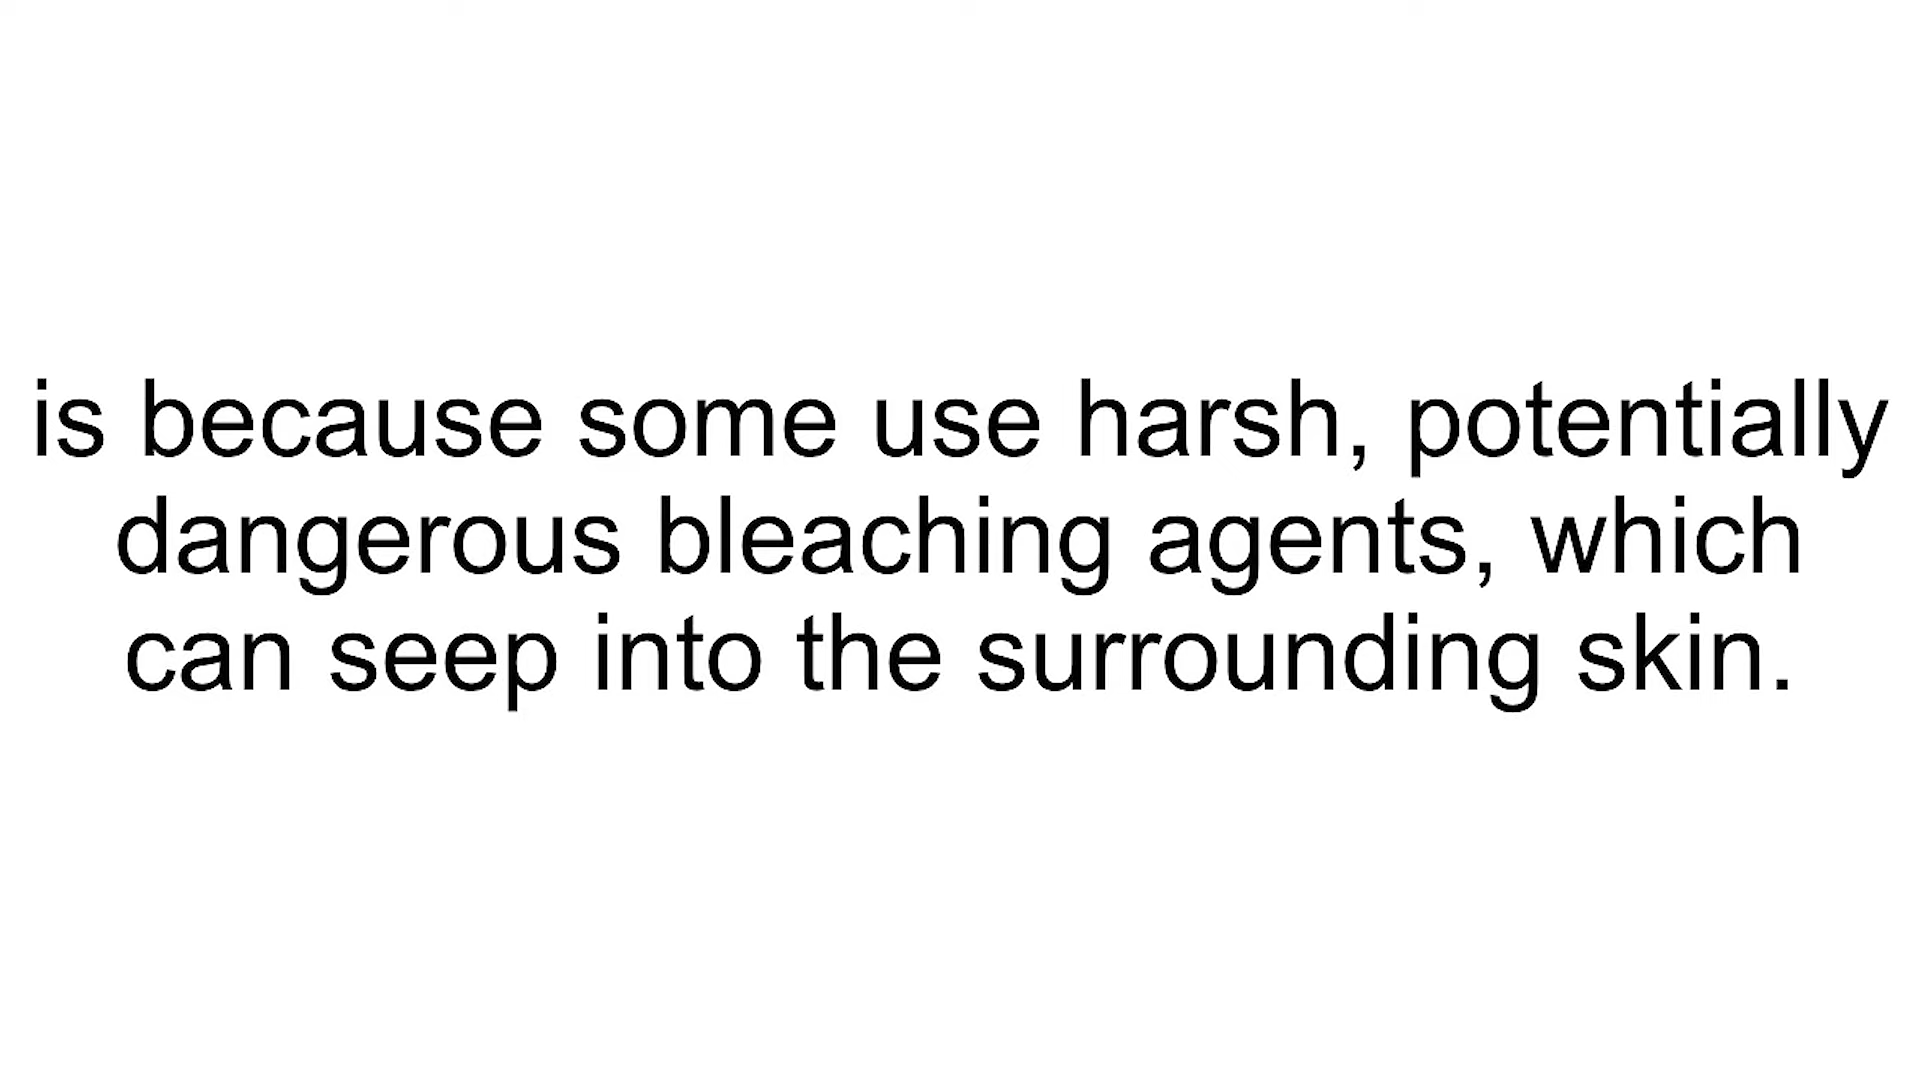 is because some use harsh, potentially
dangerous bleaching agents, which
can seep into the surrounding skin.